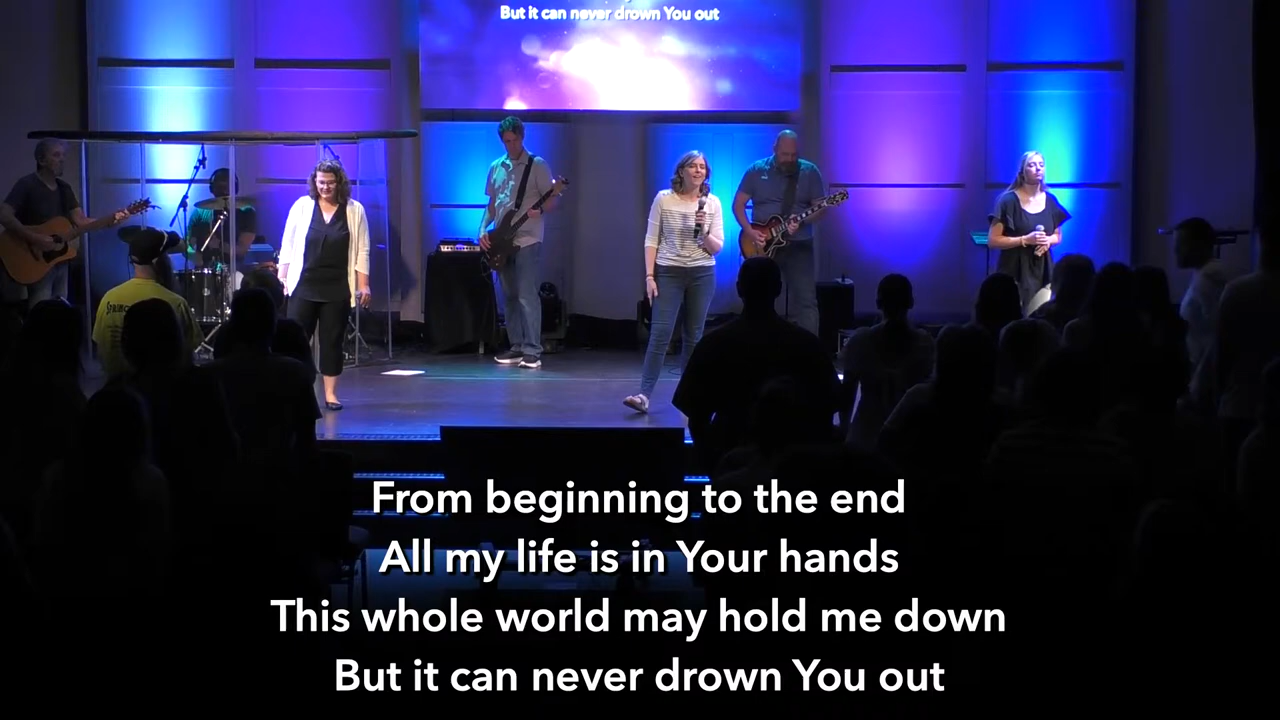 But it can never drown You out
From beginning to the end
All my life is in Your hands
This whole world may hold me down
But it can never drown You out